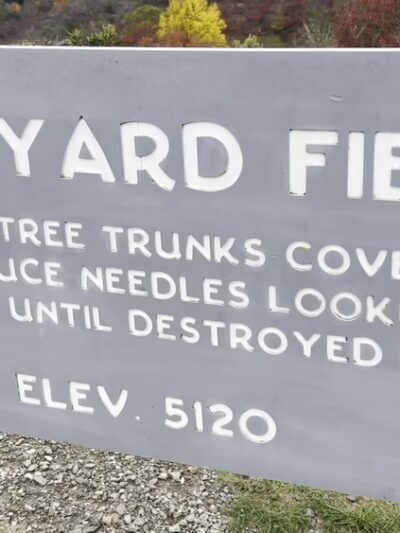 YARD FIE
TREE TRUNKS COVE
UCE NEEDLES LOOK
UNTIL DESTROYED
ELEV. 5120